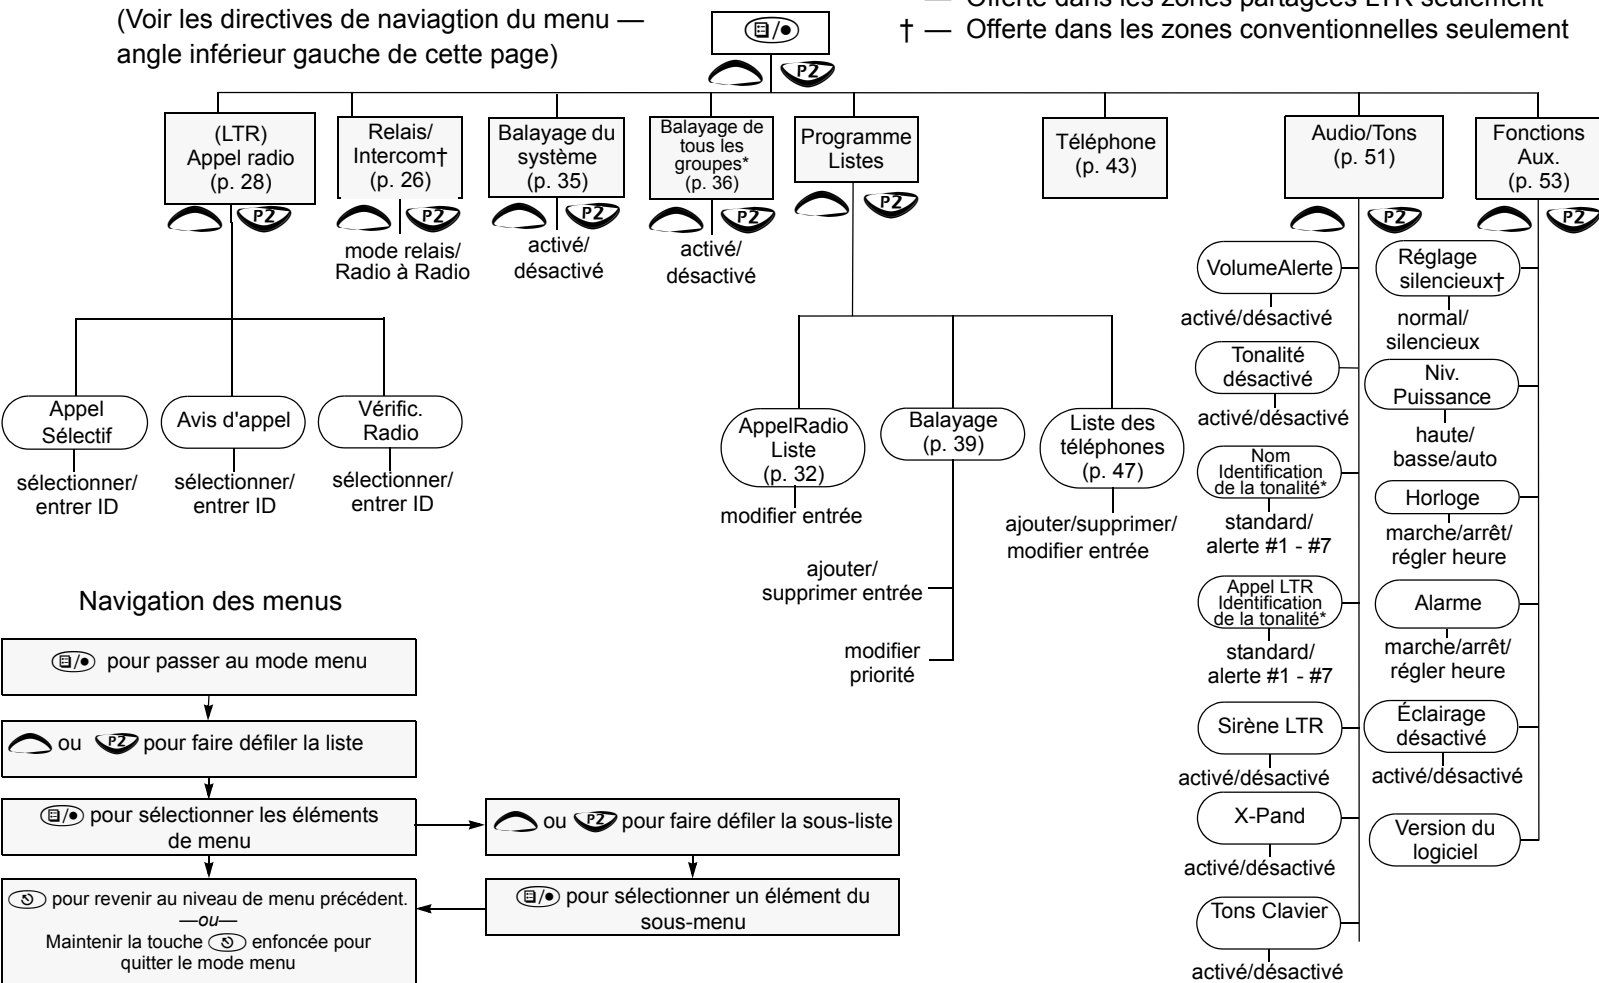 (Voir les directives de naviagtion du menu —
angle inférieur gauche de cette page)
— Offerte dans les zones partagées LTR seulement
† — Offerte dans les zones conventionnelles seulement
P2
(LTR)
Appel radio
(p. 28)
P2
Relais/
Intercom†
(p. 26)
P2
mode relais/
Radio à Radio
Balayage du
système
(p. 35)
P2
activé/
désactivé
Balayage de
tous les
groupes*
(p. 36)
P2
activé/
désactivé
Programme
Listes
P2
Téléphone
(p. 43)
Audio/Tons
(p. 51)
P2
Fonctions
Aux.
(p. 53)
P2
Appel
Sélectif
sélectionner/
entrer ID
Avis d'appel
sélectionner/
entrer ID
Vérific.
Radio
sélectionner/
entrer ID
AppelRadio
Liste
(p. 32)
modifier entrée
Balayage
(p. 39)
ajouter/
supprimer entrée
modifier
priorité
Liste des
téléphones
(p. 47)
ajouter/supprimer/
modifier entrée
VolumeAlerte
activé/désactivé
Tonalité
désactivé
activé/désactivé
Nom
Identification
de la tonalité*
standard/
alerte #1 - #7
Appel LTR
Identification
de la tonalité*
standard/
alerte #1 - #7
Sirène LTR
activé/désactivé
X-Pand
activé/désactivé
Tons Clavier
activé/désactivé
Réglage
silencieux†
normal/
silencieux
Niv.
Puissance
haute/
basse/auto
Horloge
marche/arrêt/
régler heure
Alarme
marche/arrêt/
régler heure
Éclairage
désactivé
activé/désactivé
Version du
logiciel
Navigation des menus
pour passer au mode menu
ou P2 pour faire défiler la liste
pour sélectionner les éléments
de menu
ou P2 pour faire défiler la sous-liste
pour sélectionner un élément du
sous-menu
pour revenir au niveau de menu précédent.
—ou—
Maintenir la touche enfoncée pour
quitter le mode menu